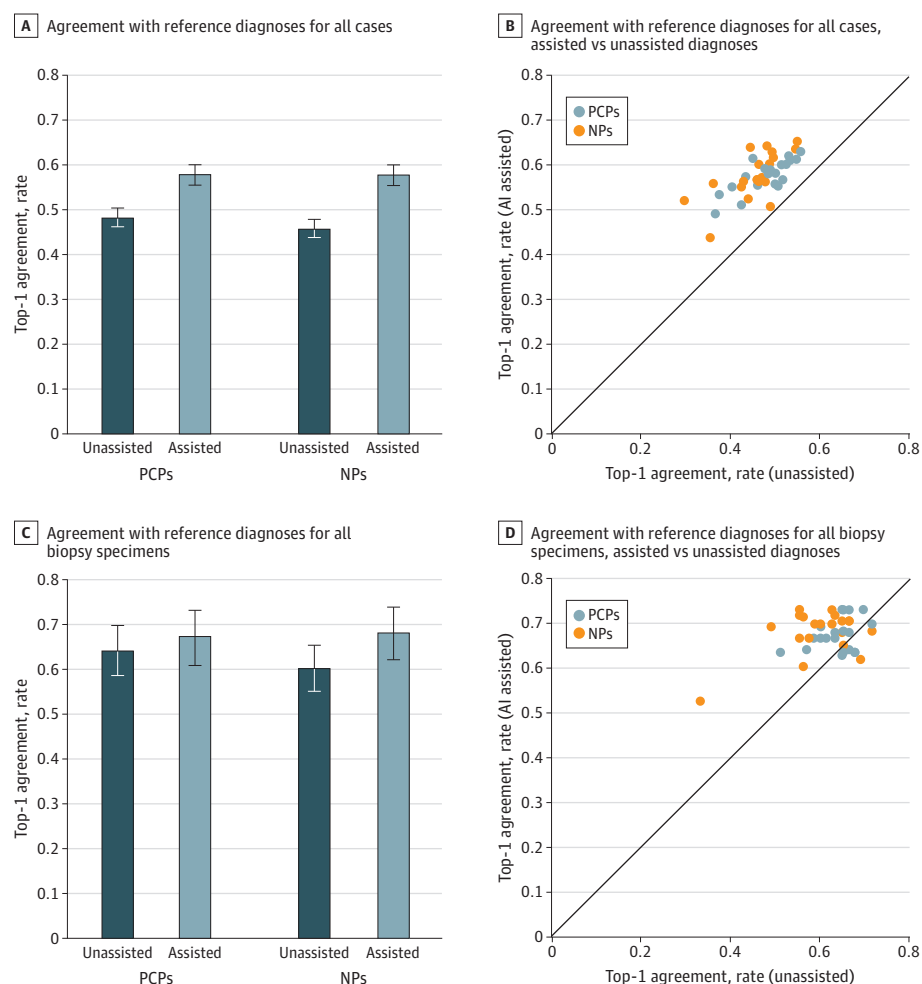 A Agreement with reference diagnoses for all cases
0.8
0.7
0.6
0.5
0.4
0.3
0.2
0.1
0
Top-1 agreement, rate
Unassisted Assisted Unassisted Assisted
PCPs NPs
B Agreement with reference diagnoses for all cases,
assisted vs unassisted diagnoses
0.8
0.7
0.6
0.5
0.4
0.3
0.2
0.1
0
Top-1 agreement, rate (AI assisted)
PCPs
NPs
0 0.2 0.4 0.6 0.8
Top-1 agreement, rate (unassisted)
C Agreement with reference diagnoses for all
biopsy specimens
0.8
0.7
0.6
0.5
0.4
0.3
0.2
0.1
0
Top-1 agreement, rate
Unassisted Assisted Unassisted Assisted
PCPs NPs
D Agreement with reference diagnoses for all biopsy
specimens, assisted vs unassisted diagnoses
0.8
0.7
0.6
0.5
0.4
0.3
0.2
0.1
0
Top-1 agreement, rate (AI assisted)
PCPs
NPs
0 0.2 0.4 0.6 0.8
Top-1 agreement, rate (unassisted)